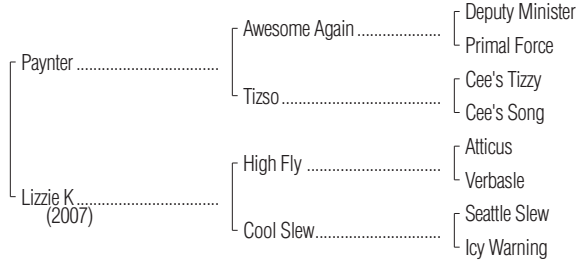 Deputy Minister
Awesome Again ....................
Primal Force
Paynter ...................................
Cee's Tizzy
Tizso .......................................
Cee's Song
Atticus
High Fly .................................
Verbasle
Lizzie K ...................................
(2007)
Seattle Slew
Cool Slew ...............................
Icy Warning